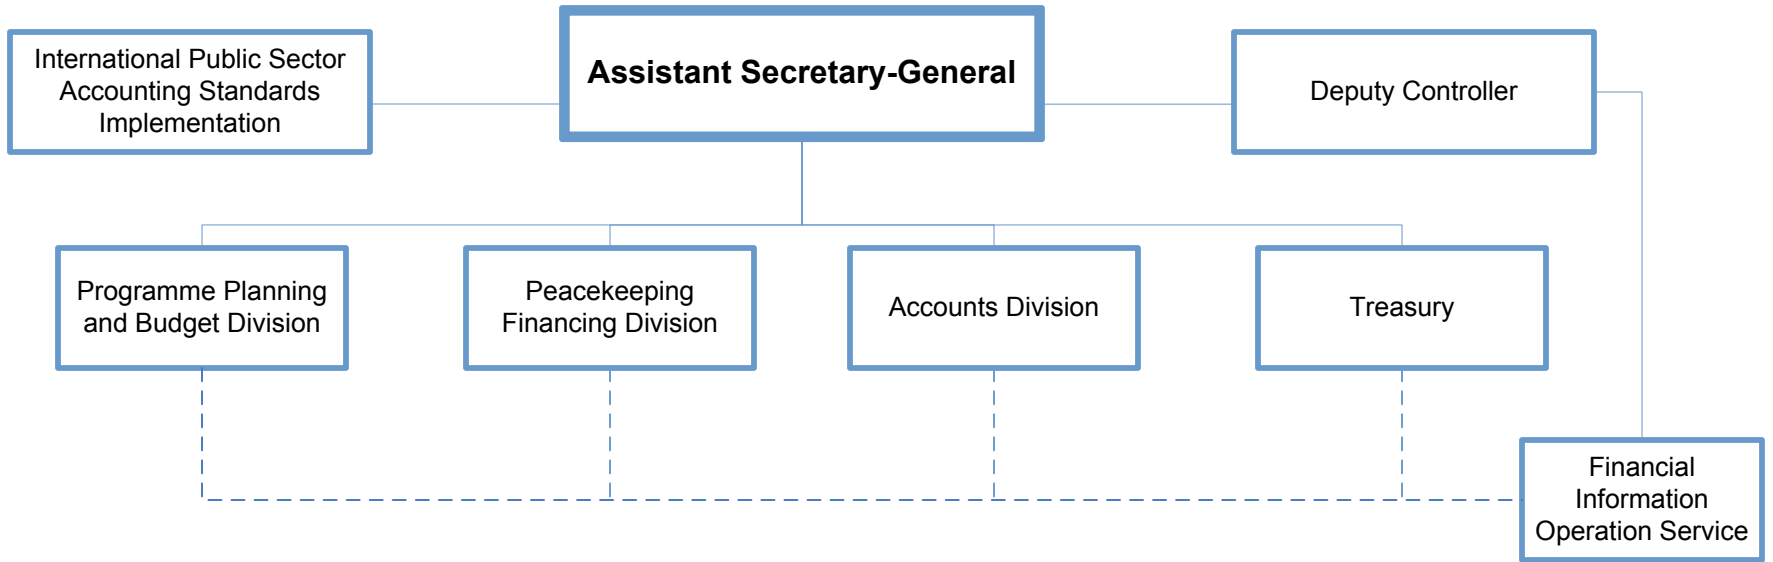 International Public Sector
Accounting Standards
Implementation
Assistant Secretary-General
Deputy Controller
Programme Planning
and Budget Division
Peacekeeping
Financing Division
Accounts Division
Treasury
Financial
Information
Operation Service